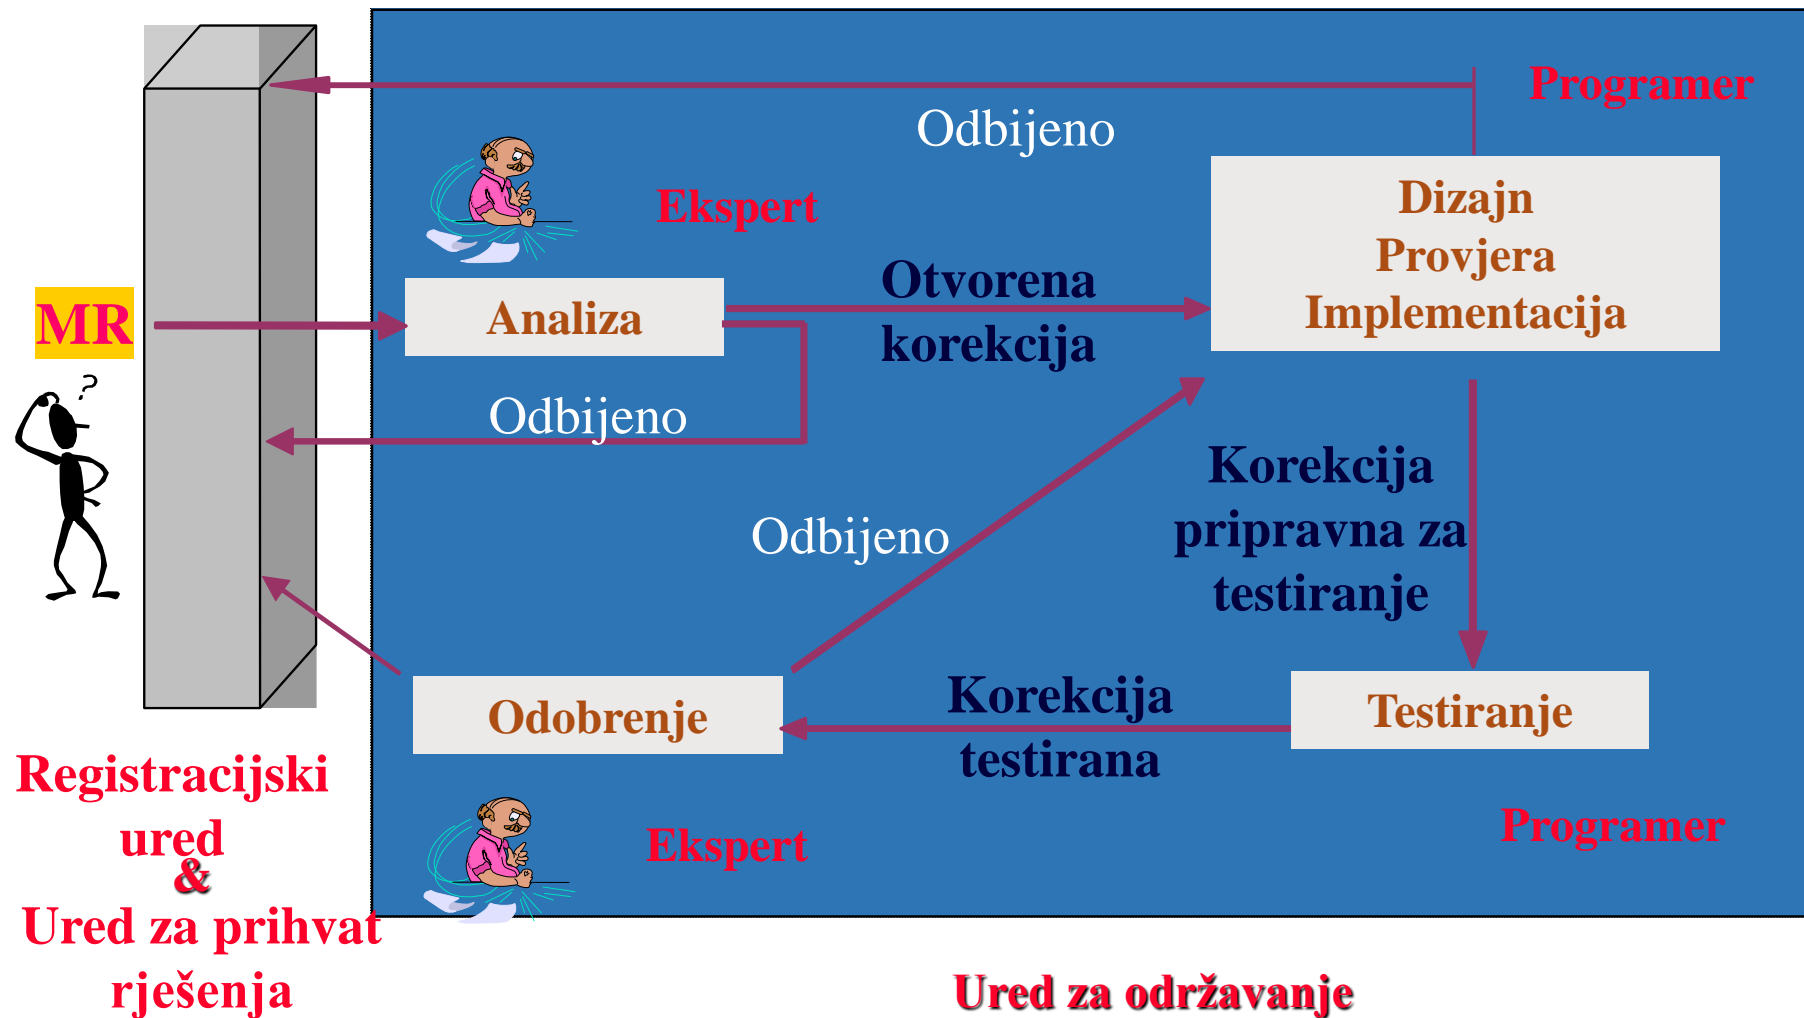 Programer
Odbijeno
Ekspert
Dizajn
Provjera
Implementacija
Otvorena
korekcija
MR
Analiza
?
Odbijeno
Korekcija
pripravna za
testiranje
Odbijeno
Korekcija
testirana
Odobrenje
Testiranje
Registracijski
ured
&
Ured za prihvat
rješenja
Ekspert
Programer
Ured za održavanje